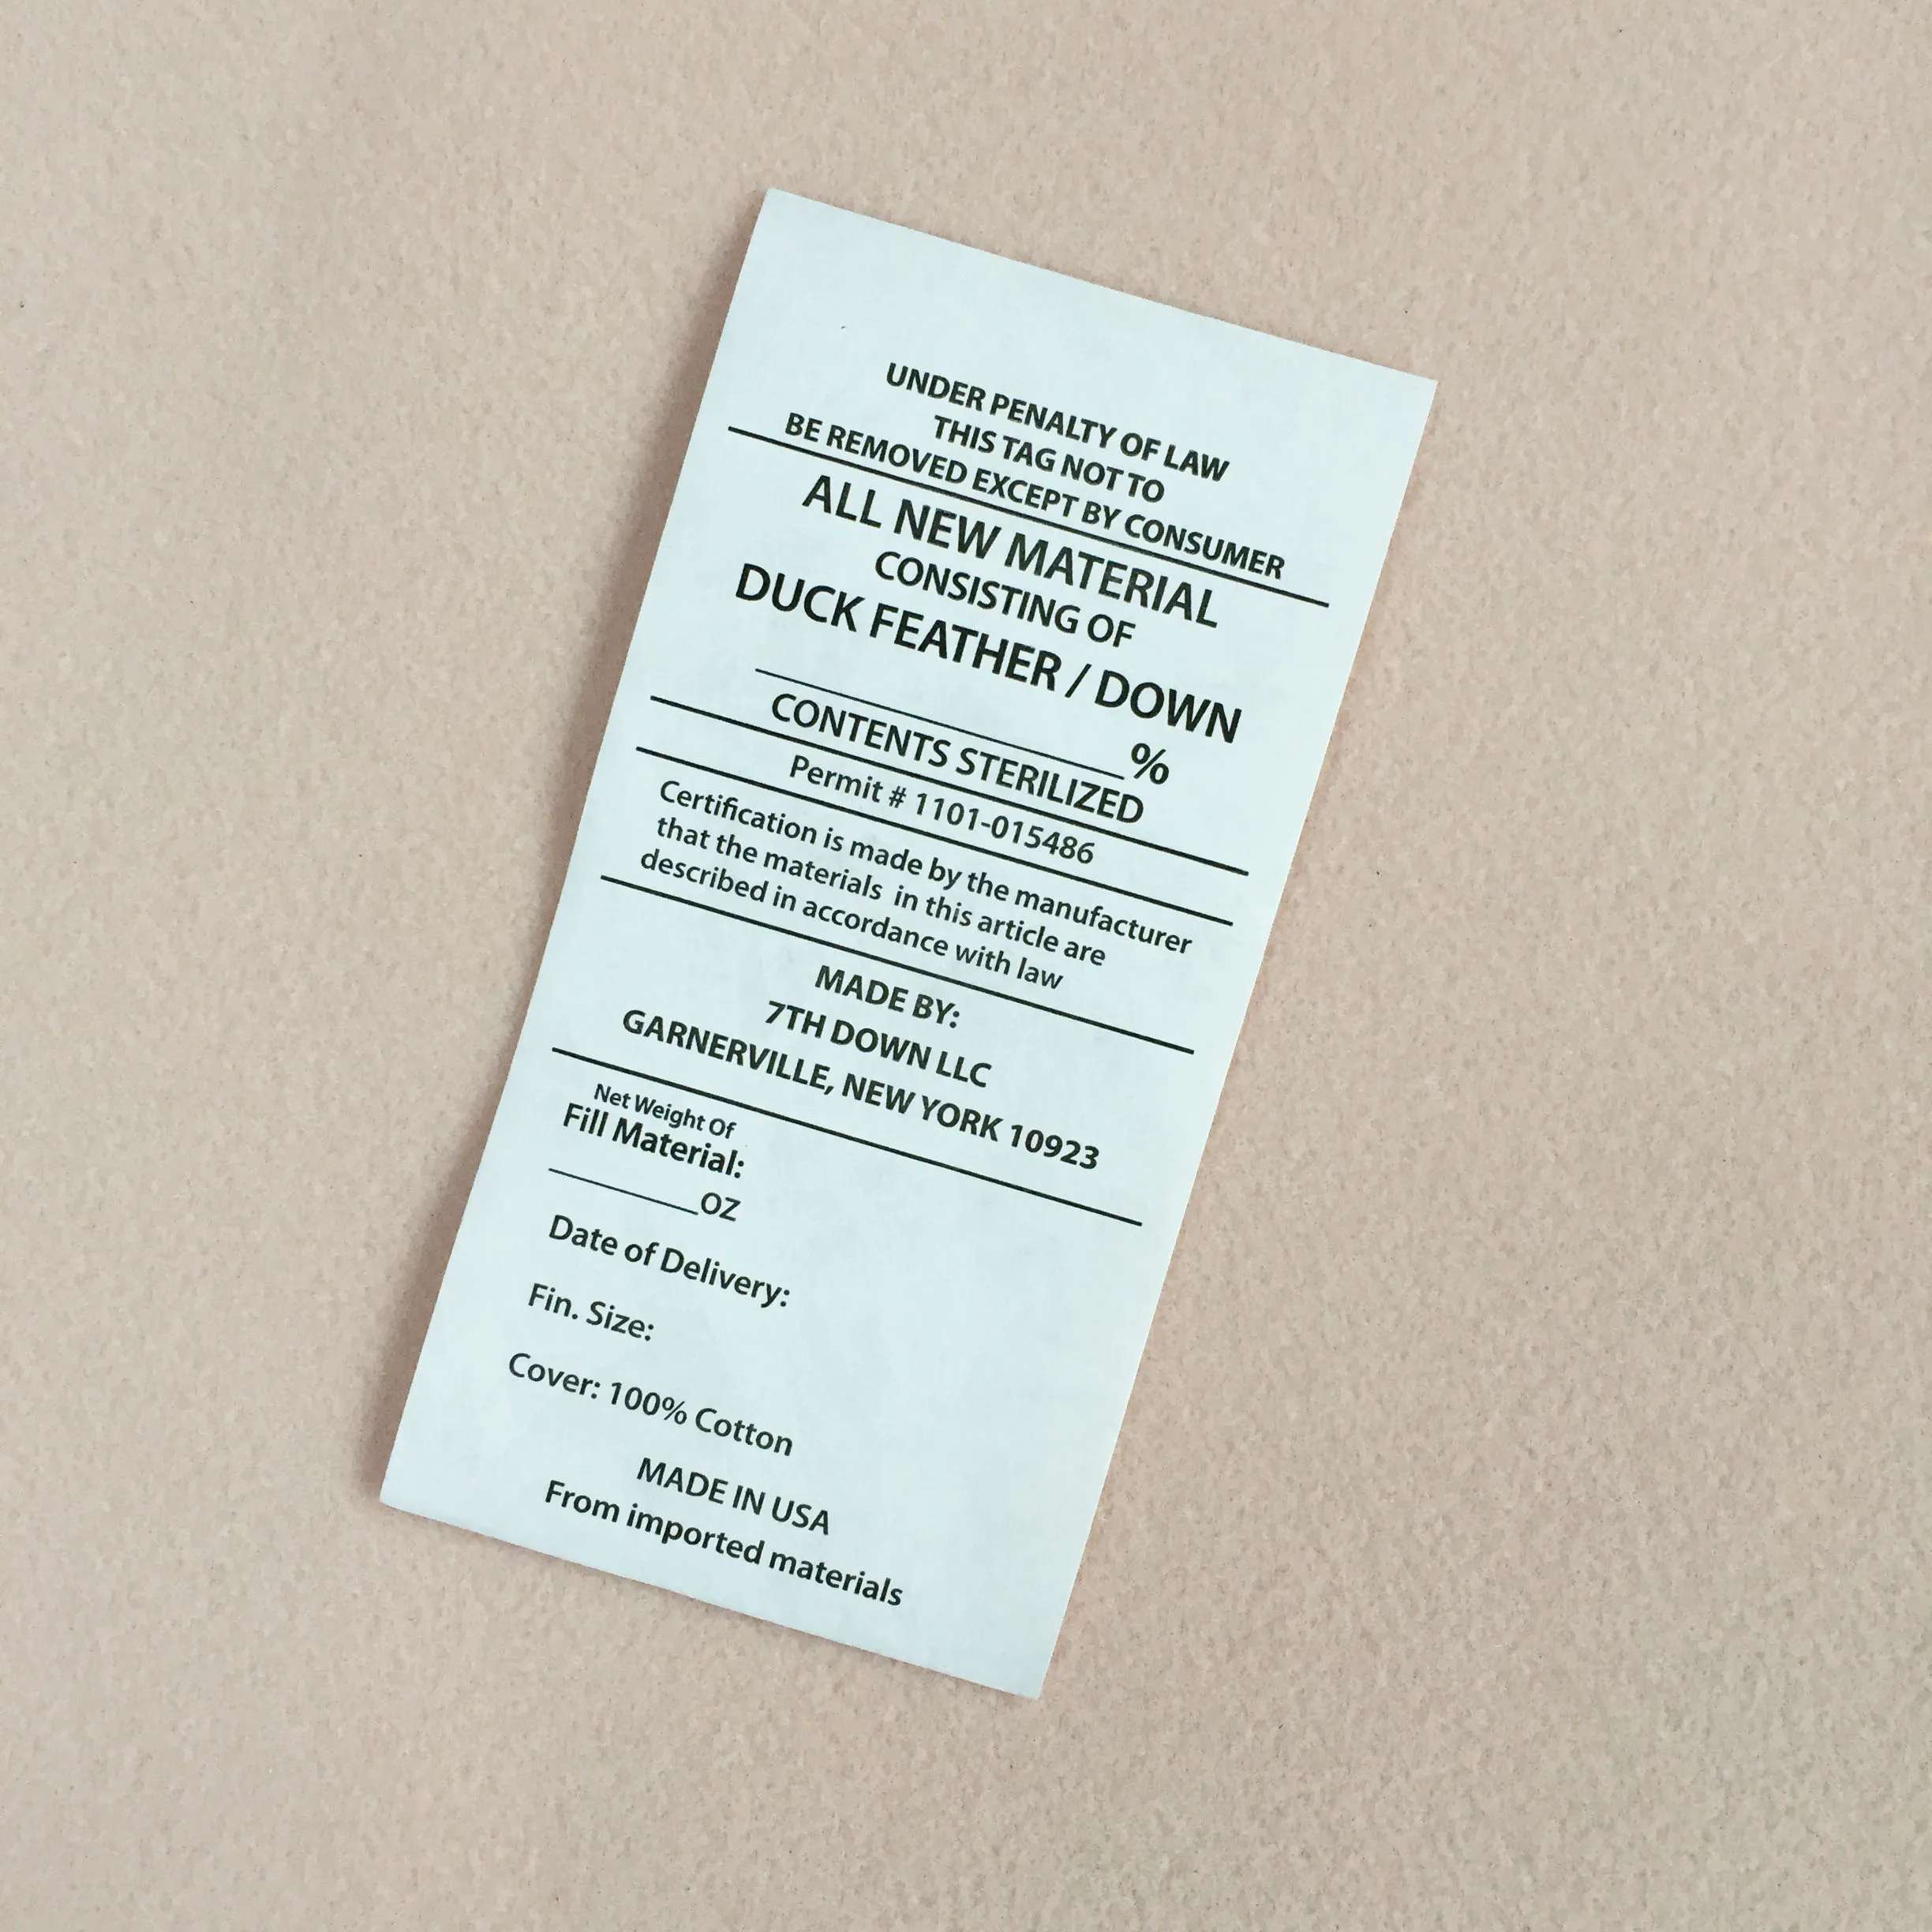 UNDER PENALTY OF LAW
THIS TAG NOT TO
BE REMOVED EXCEPT BY CONSUMER
ALL NEW MATERIAL
CONSISTING OF
DUCK FEATHER / DOWN
%
CONTENTS STERILIZED
Permit # 1101-015486
Certification is made by the manufacturer
that the materials in this article are
described in accordance with law
MADE BY:
7TH DOWN LLC
GARNERVILLE, NEW YORK 10923
Net Weight Of
Fill Material:
________OZ
Date of Delivery:
Fin. Size:
Cover: 100% Cotton
MADE IN USA
From imported materials